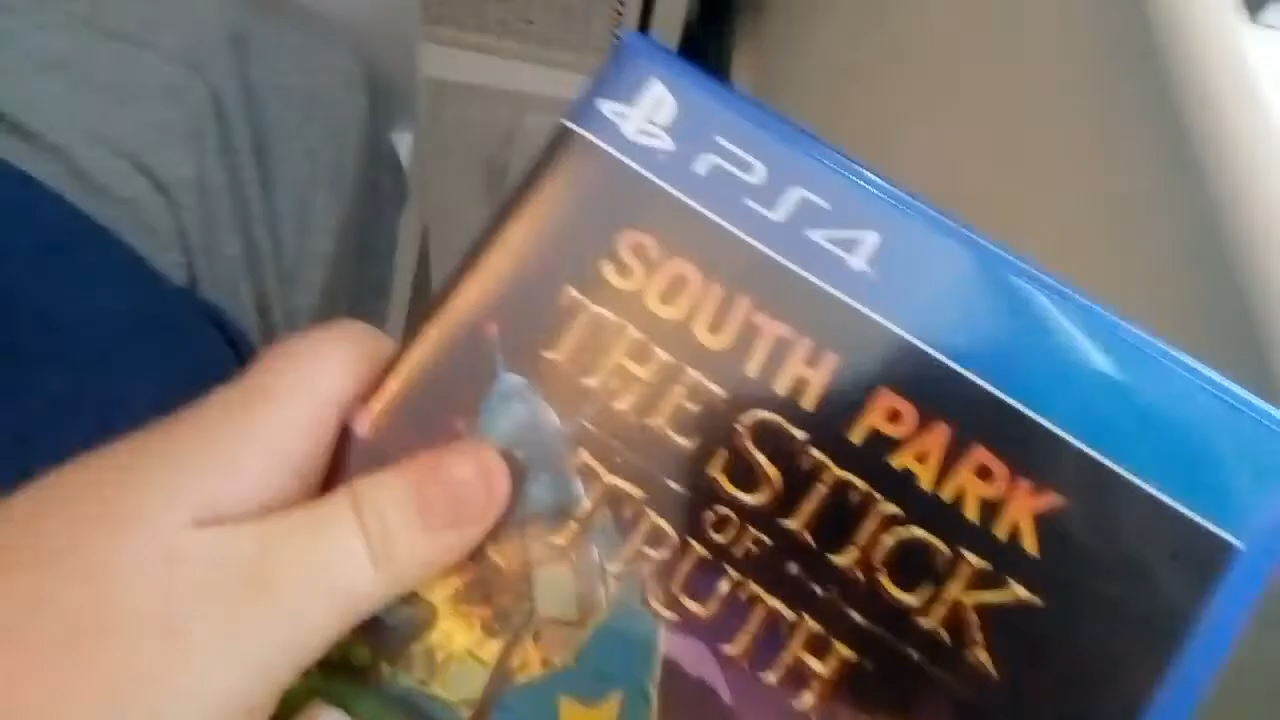 PS4
SOUTH PARK
THE STICK
OF
TRUTH